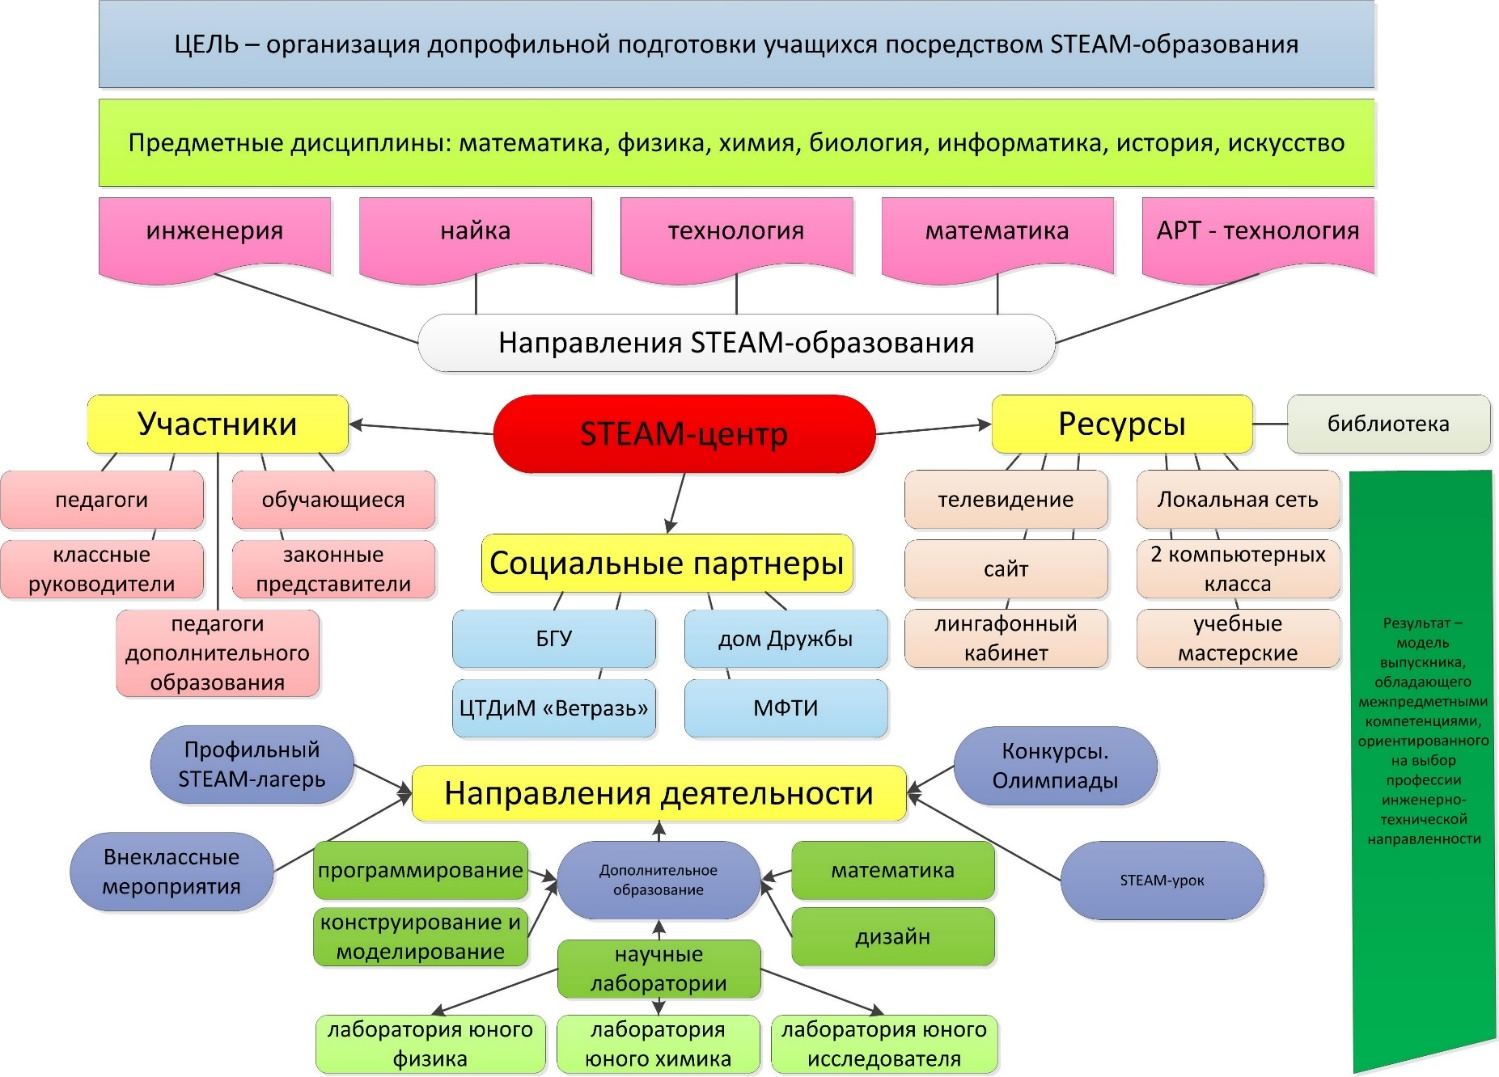 ЦЕЛЬ – организация допрофильной подготовки учащихся посредством STEAM-образования
Предметные дисциплины: математика, физика, химия, биология, информатика, история, искусство
инженерия
найка
технология
математика
АРТ - технология
Направления STEAM-образования
Участники
STEAM-центр
Ресурсы
библиотека
педагоги
обучающиеся
классные
руководители
законные
представители
педагоги
дополнительного
образования
Социальные партнеры
БГУ
дом Дружбы
ЦТДиМ «Ветразь»
МФТИ
телевидение
Локальная сеть
сайт
2 компьютерных
класса
лингафонный
кабинет
учебные
мастерские
Результат –
модель
выпускника,
обладающего
межпредметными
компетенциями,
ориентированного
на выбор
профессии
инженерно-
технической
направленности
Профильный
STEAM-лагерь
Направления деятельности
Конкурсы.
Олимпиады
Внеклассные
мероприятия
программирование
Дополнительное
образование
математика
STEAM-урок
конструирование и
моделирование
дизайн
научные
лаборатории
лаборатория юного
физика
лаборатория
юного химика
лаборатория юного
исследователя